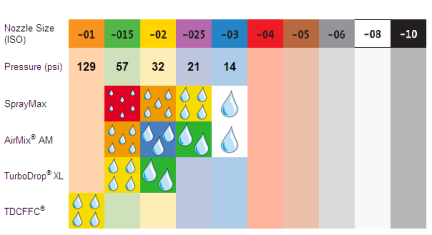 Nozzle Size (ISO) -01 -015 -02 -025 -03 -04 -05 -06 -08 -10
Pressure (psi) 129 57 32 21 14
SprayMax
AirMix® AM
TurboDrop® XL
TDCFFC®